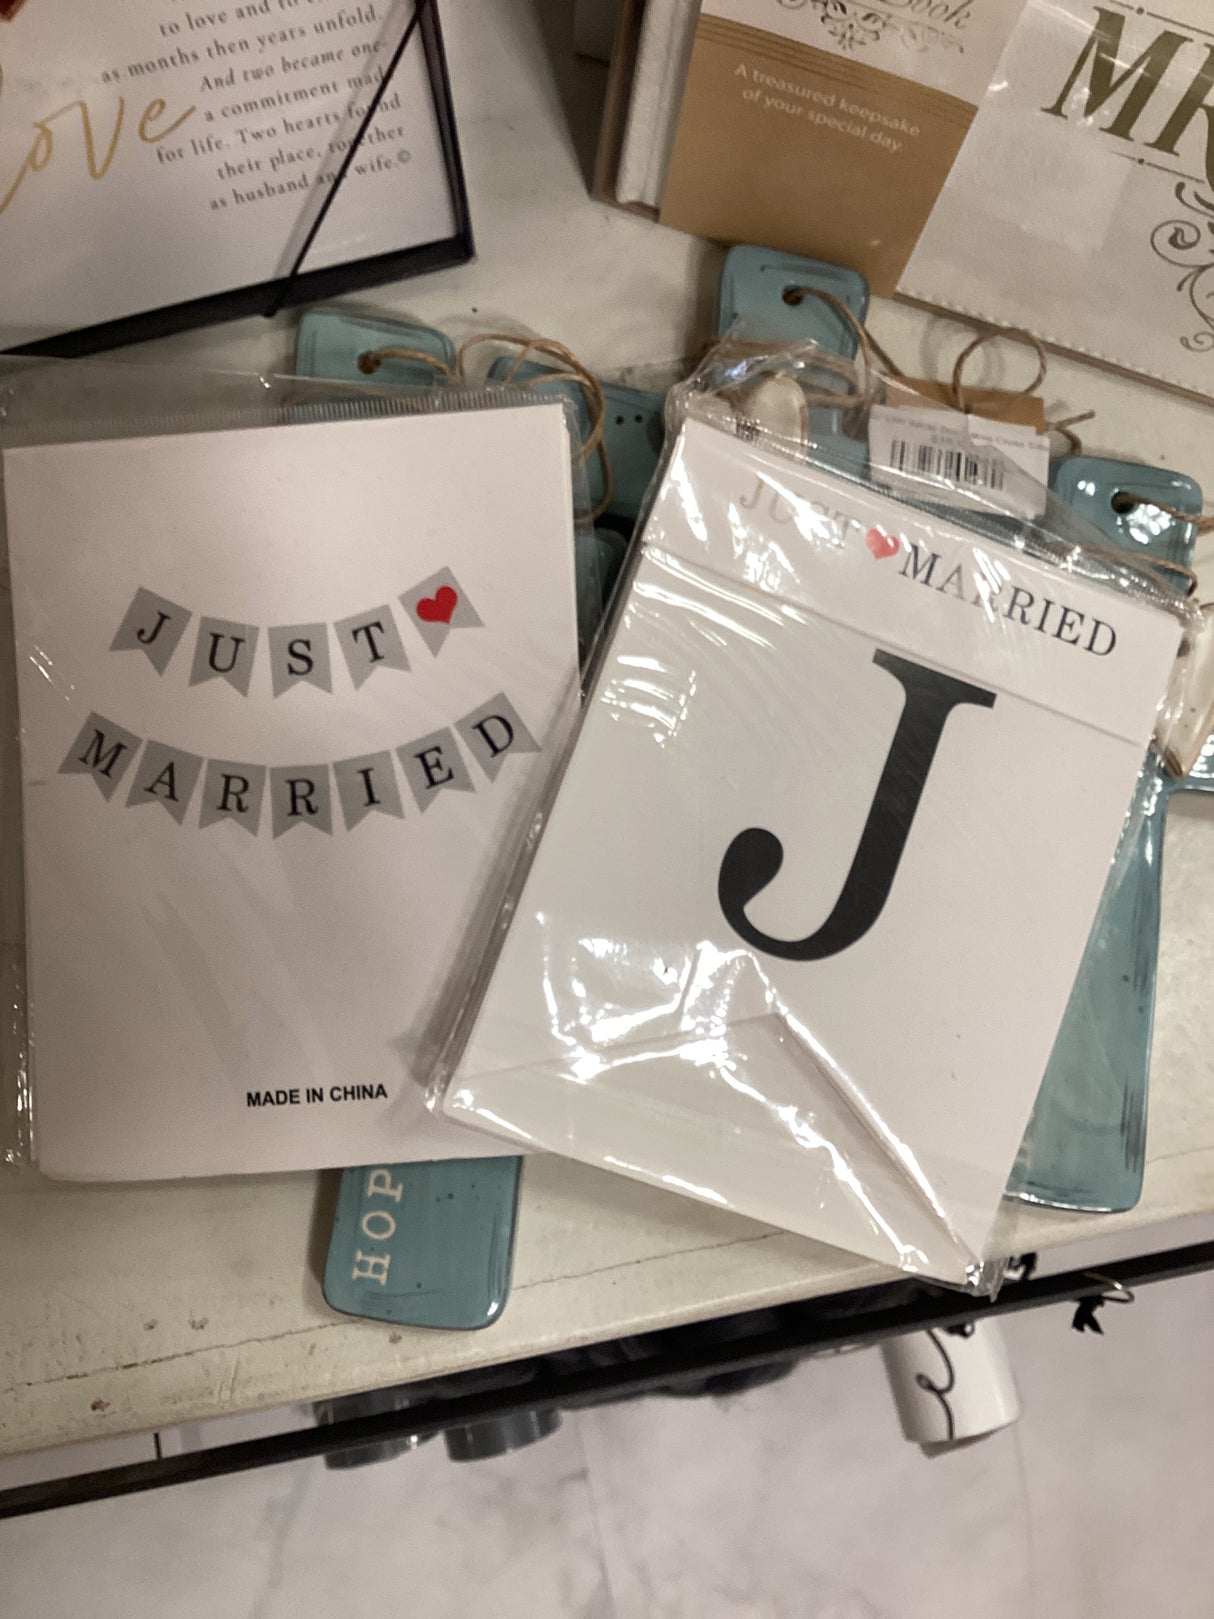 to love and to
as months then years unfold.
And two became one-
a commitment mad
for life. Two hearts found
their place, together
as husband and wife.©
Love
Book
A treasured keepsake
of your special day.
MR
JUST
MARRIED
MADE IN CHINA
JUST MARRIED
J
HOP